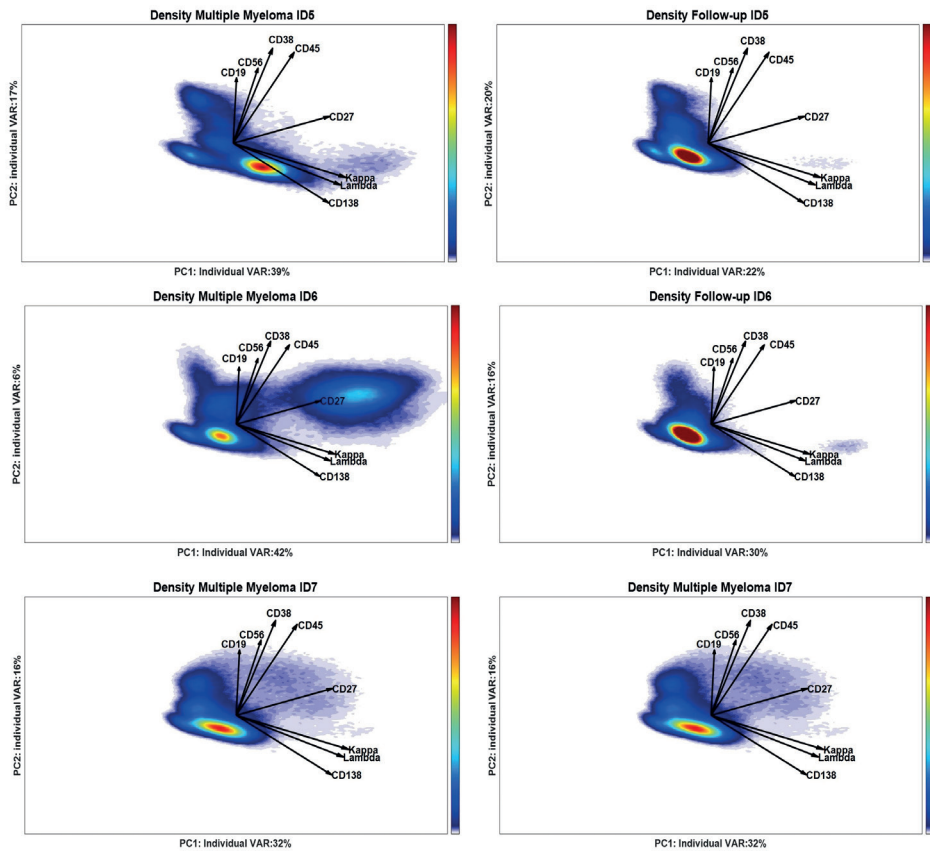 Density Multiple Myeloma ID5
CD38
CD45
CD56
CD19
CD27
Kappa
Lambda
CD138
PC2: individual VAR:17%
PC1: Individual VAR:39%
Density Follow-up ID5
CD38
CD45
CD56
CD19
CD27
Kappa
Lambda
CD138
PC2: individual VAR:20%
PC1: Individual VAR:22%
Density Multiple Myeloma ID6
CD38
CD45
CD56
CD19
CD27
Kappa
Lambda
CD138
PC2: individual VAR:6%
PC1: Individual VAR:42%
Density Follow-up ID6
CD38
CD45
CD56
CD19
CD27
Kappa
Lambda
CD138
PC2: individual VAR:16%
PC1: Individual VAR:30%
Density Multiple Myeloma ID7
CD38
CD45
CD56
CD19
CD27
Kappa
Lambda
CD138
PC2: individual VAR:16%
PC1: Individual VAR:32%
Density Multiple Myeloma ID7
CD38
CD45
CD56
CD19
CD27
Kappa
Lambda
CD138
PC2: individual VAR:16%
PC1: Individual VAR:32%